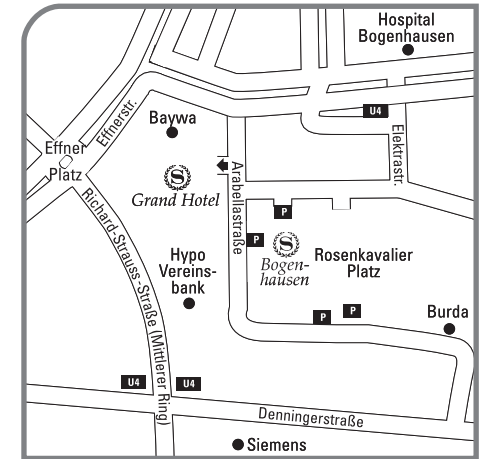 Hospital
Bogenhausen
U4
Effnerstr.
Baywa
Elektrastr.
Effner
Platz
S
Grand Hotel
Arabellastraße
Richard-Strauss-Straße (Mittlerer Ring)
P
P
S
Bogen-
hausen
Rosenkavalier
Platz
Hypo
Vereins-
bank
P
P
Burda
U4
U4
Denningerstraße
Siemens